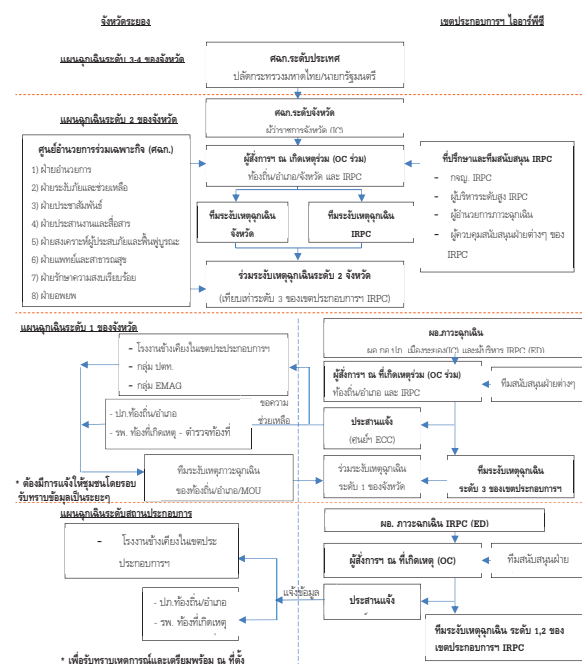 จังหวัดระยอง
เขตประกอบการฯ ไออาร์พีซี
แผนฉุกเฉินระดับ 3-4 ของจังหวัด
ศฉก.ระดับประเทศ
ปลัดกระทรวงมหาดไทย/นายกรัฐมนตรี
แผนฉุกเฉินระดับ 2 ของจังหวัด
ศฉก.ระดับจังหวัด
ผู้ว่าราชการจังหวัด (IC)
ศูนย์อำนวยการร่วมเฉพาะกิจ (ศฉก.)
1) ฝ่ายอำนวยการ
2) ฝ่ายระงับภัยและช่วยเหลือ
3) ฝ่ายประชาสัมพันธ์
4) ฝ่ายประสานงานและสื่อสาร
5) ฝ่ายสงเคราะห์ผู้ประสบภัยและฟื้นฟูบูรณะ
6) ฝ่ายแพทย์และสาธารณสุข
7) ฝ่ายรักษาความสงบเรียบร้อย
8) ฝ่ายอพยพ
ผู้สั่งการฯ ณ เกิดเหตุร่วม (OC ร่วม)
ท้องถิ่น/อำเภอ/จังหวัด และ IRPC
ที่ปรึกษาและทีมสนับสนุน IRPC
- กจญ. IRPC
- ผู้บริหารระดับสูง IRPC
- ผู้อำนวยการภาวะฉุกเฉิน
- ผู้ควบคุมสนับสนุนฝ่ายต่างๆ ของ
IRPC
ทีมระงับเหตุฉุกเฉิน
จังหวัด
ทีมระงับเหตุฉุกเฉิน
IRPC
ร่วมระงับเหตุฉุกเฉินระดับ 2 จังหวัด
(เทียบเท่าระดับ 3 ของเขตประกอบการฯ IRPC)
แผนฉุกเฉินระดับ 1 ของจังหวัด
- โรงงานข้างเคียงในเขตประประกอบการฯ
- กลุ่ม ปตท.
- กลุ่ม EMAG
- ปภ.ท้องถิ่น/อำเภอ
- รพ. ท้องที่เกิดเหตุ - ตำรวจท้องที่
ขอความ
ช่วยเหลือ
ผอ.ภาวะฉุกเฉิน
เมืองระยอง(IC) และผู้บริหาร IRPC (ED)
ผู้สั่งการฯ ณ ที่เกิดเหตุร่วม (OC ร่วม)
ท้องถิ่น/อำเภอ และ IRPC
ทีมสนับสนุนฝ่ายต่างๆ
ประสานแจ้ง
(ศูนย์ฯ ECC)
ทีมระงับเหตุภาวะฉุกเฉิน
ของท้องถิ่น/อำเภอ/MOU
ร่วมระงับเหตุฉุกเฉิน
ระดับ 1 ของจังหวัด
ทีมระงับเหตุฉุกเฉิน
ระดับ 3 ของเขตประกอบการฯ
* ต้องมีการแจ้งให้ชุมชนโดยรอบ
รับทราบข้อมูลเป็นระยะๆ
แผนฉุกเฉินระดับสถานประกอบการ
- โรงงานข้างเคียงในเขตประ
ประกอบการฯ
- ปภ.ท้องถิ่น/อำเภอ
- รพ. ท้องที่เกิดเหตุ
แจ้งข้อมูล
ผอ. ภาวะฉุกเฉิน IRPC (ED)
ผู้สั่งการฯ ณ ที่เกิดเหตุ (OC)
ทีมสนับสนุนฝ่าย
ประสานแจ้ง
ทีมระงับเหตุฉุกเฉิน ระดับ 1,2 ของ
เขตประกอบการฯ IRPC
* เพื่อรับทราบเหตุการณ์และเตรียมพร้อม ณ ที่ตั้ง